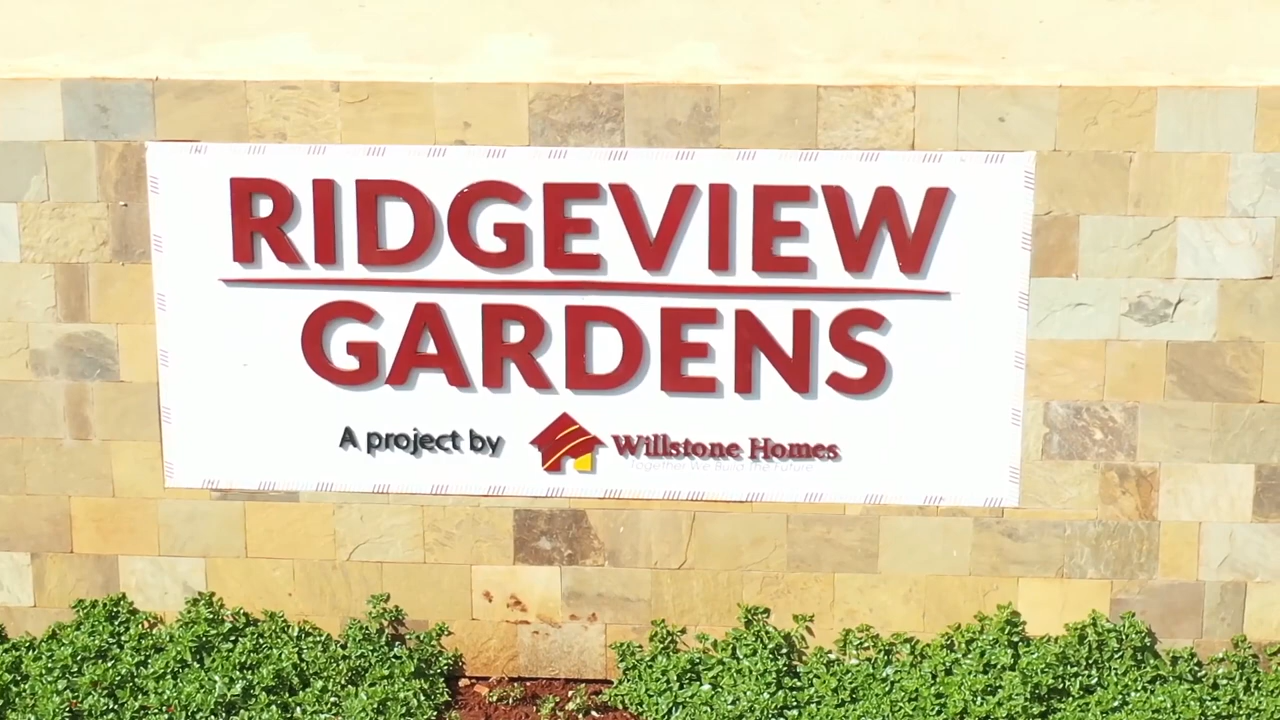 RIDGEVIEW
GARDENS
A project by Willstone Homes
Together We Build The Future